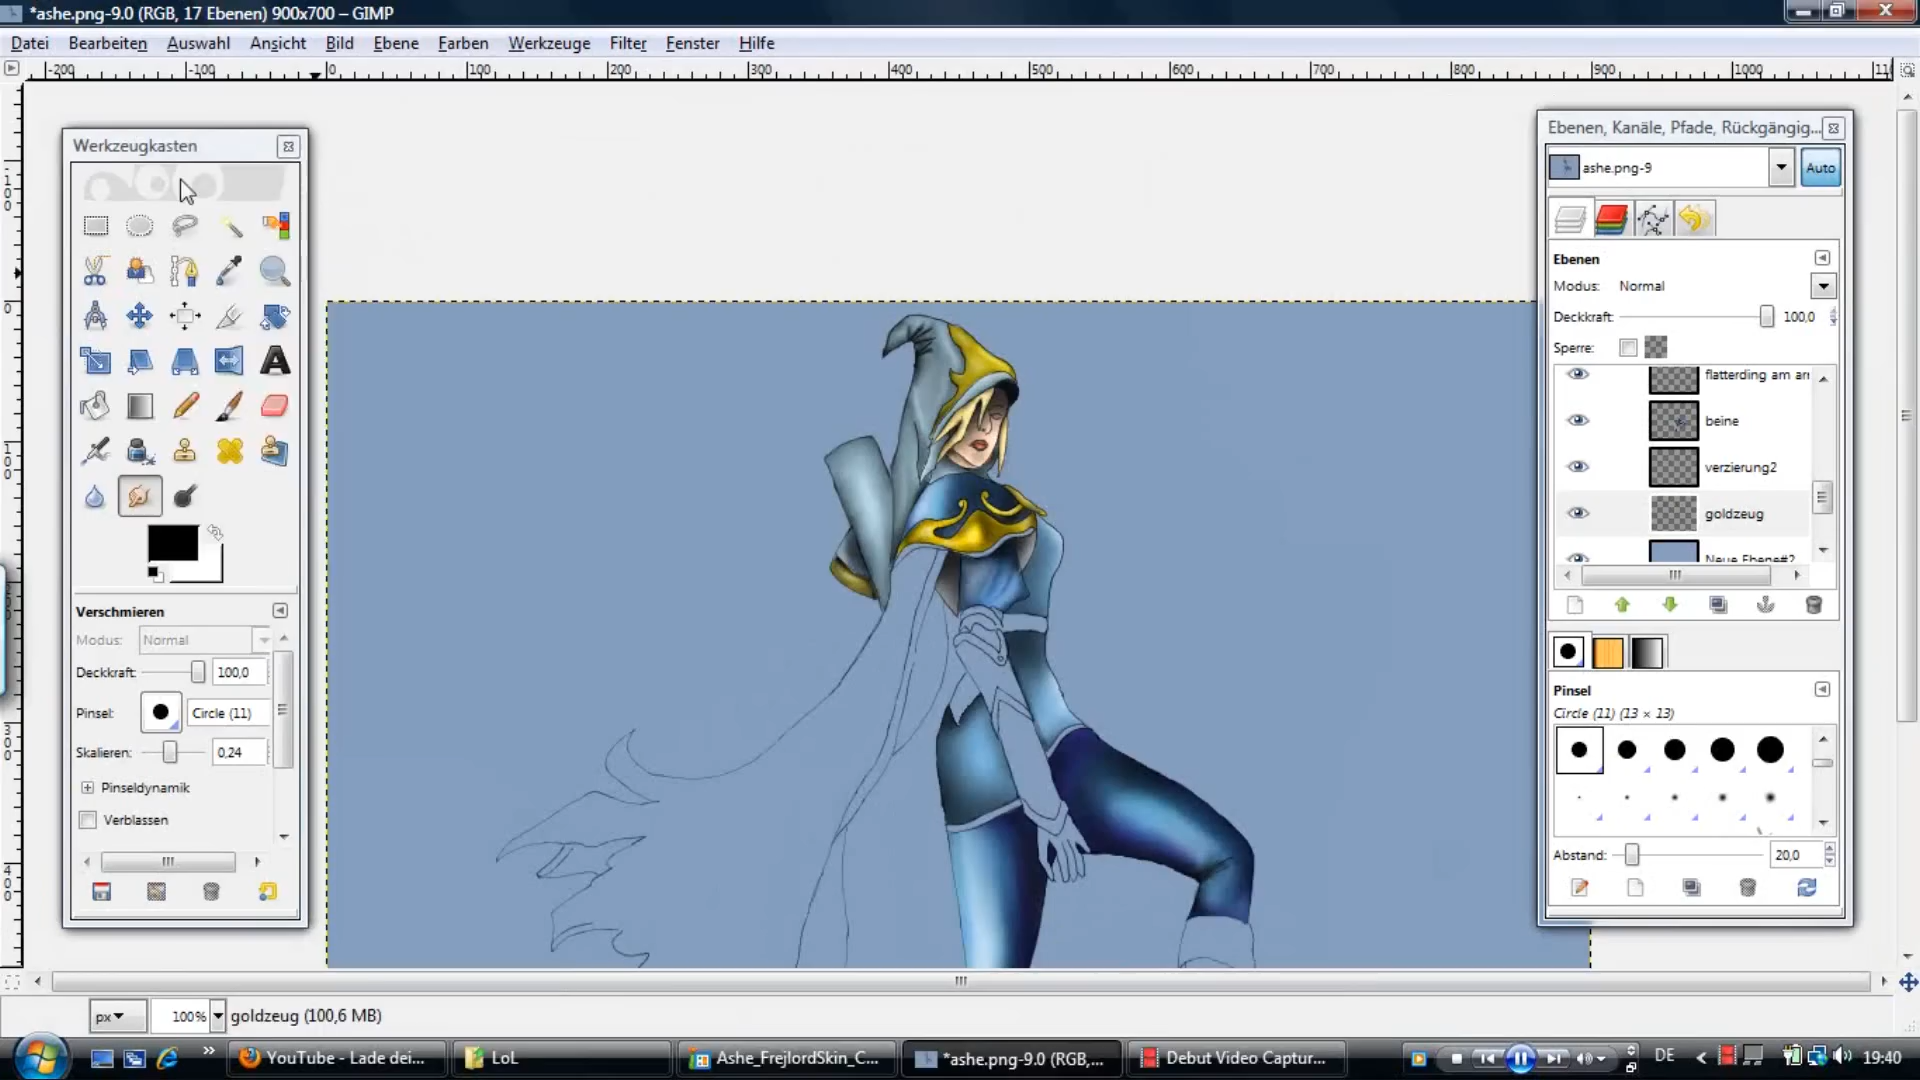 *ashe.png-9.0 (RGB, 17 Ebenen) 900x700 – GIMP
Datei Bearbeiten Auswahl Ansicht Bild Ebene Farben Werkzeuge Filter Fenster Hilfe
-200 -100 0 100 200 300 400 500 600 700 800 900 1000
Werkzeugkasten
Verschmieren
Modus: Normal
Deckkraft: 100,0
Pinsel: Circle (11)
Skalieren: 0,24
Pinseldynamik
Verblassen
Ebenen, Kanäle, Pfade, Rückgängig...
ashe.png-9 Auto
Ebenen
Modus: Normal
Deckkraft: 100,0
Sperre:
flatterding am arm
beine
verzierung2
goldzeug
Neue Ebene#2
Pinsel
Circle (11) (13 × 13)
Abstand: 20,0
px 100% goldzeug (100,6 MB)
YouTube - Lade dei... LoL Ashe_FrejlordSkin_C... *ashe.png-9.0 (RGB,... Debut Video Captur... DE 19:40